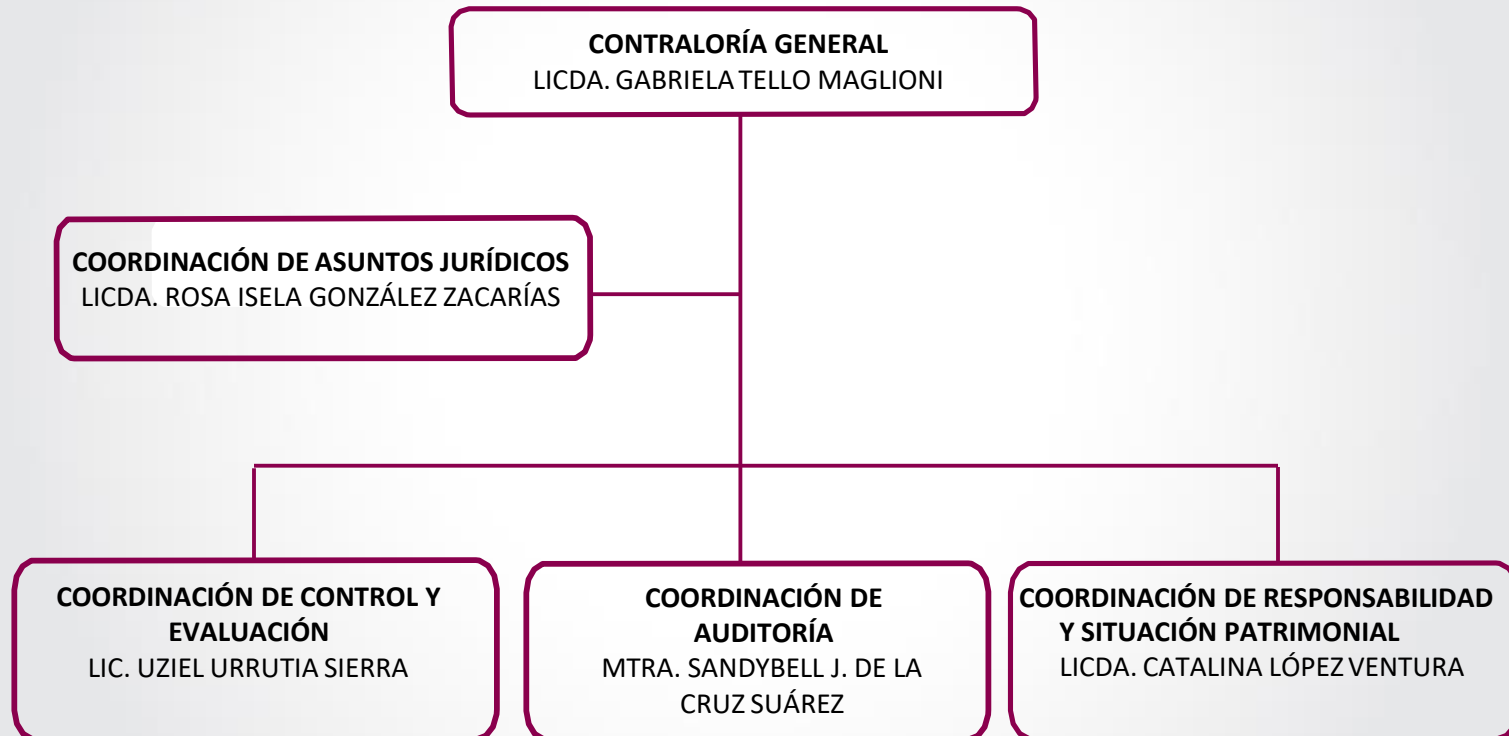 CONTRALORÍA GENERAL
LICDA. GABRIELA TELLO MAGLIONI
COORDINACIÓN DE ASUNTOS JURÍDICOS
LICDA. ROSA ISELA GONZÁLEZ ZACARÍAS
COORDINACIÓN DE CONTROL Y
EVALUACIÓN
LIC. UZIEL URRUTIA SIERRA
COORDINACIÓN DE
AUDITORÍA
MTRA. SANDYBELL J. DE LA
CRUZ SUÁREZ
COORDINACIÓN DE RESPONSABILIDAD
Y SITUACIÓN PATRIMONIAL
LICDA. CATALINA LÓPEZ VENTURA